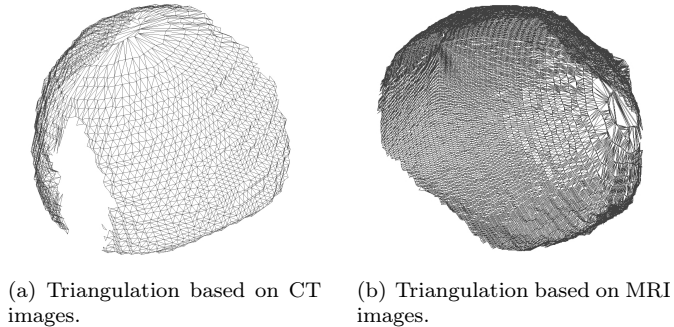 (a) Triangulation based on CT
images.
(b) Triangulation based on MRI
images.